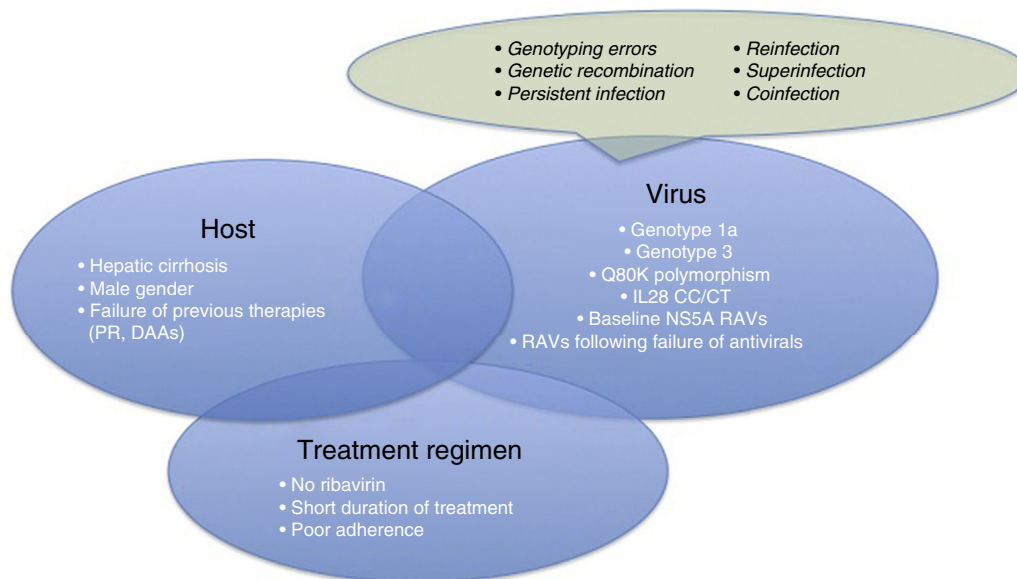 • Genotyping errors
• Genetic recombination
• Persistent infection
• Reinfection
• Superinfection
• Coinfection
Host
• Hepatic cirrhosis
• Male gender
• Failure of previous therapies
(PR, DAAs)
Virus
• Genotype 1a
• Genotype 3
• Q80K polymorphism
• IL28 CC/CT
• Baseline NS5A RAVs
• RAVs following failure of antivirals
Treatment regimen
• No ribavirin
• Short duration of treatment
• Poor adherence